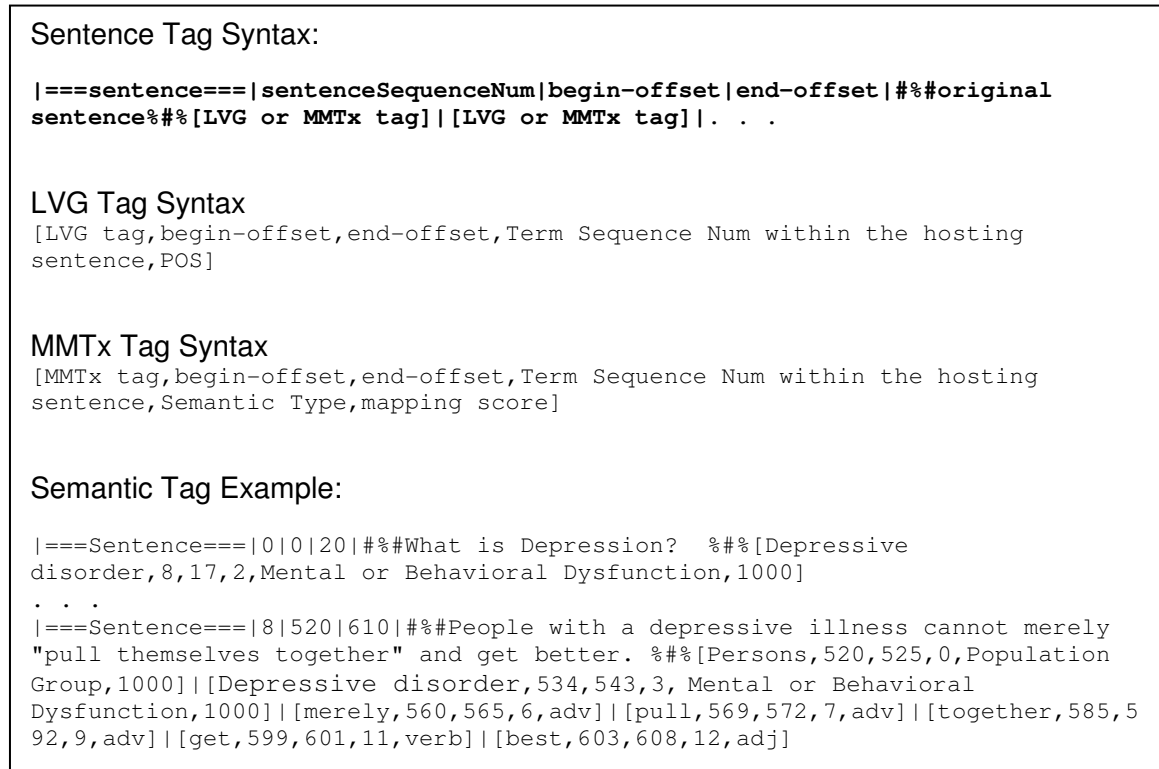 Sentence Tag Syntax:
|===sentence===|sentenceSequenceNum|begin-offset|end-offset|#%#original
sentence%#%[LVG or MMTx tag]|[LVG or MMTx tag]|. . .
LVG Tag Syntax
[LVG tag,begin-offset,end-offset,Term Sequence Num within the hosting
sentence,POS]
MMTx Tag Syntax
[MMTx tag,begin-offset,end-offset,Term Sequence Num within the hosting
sentence,Semantic Type,mapping score]
Semantic Tag Example:
|===Sentence===|0|0|20|#%#What is Depression?  %#%[Depressive
disorder,8,17,2,Mental or Behavioral Dysfunction,1000]
. . .
|===Sentence===|8|520|610|#%#People with a depressive illness cannot merely
"pull themselves together" and get better. %#%[Persons,520,525,0,Population
Group,1000]|[Depressive disorder,534,543,3, Mental or Behavioral
Dysfunction,1000]|[merely,560,565,6,adv]|[pull,569,572,7,adv]|[together,585,5
92,9,adv]|[get,599,601,11,verb]|[best,603,608,12,adj]